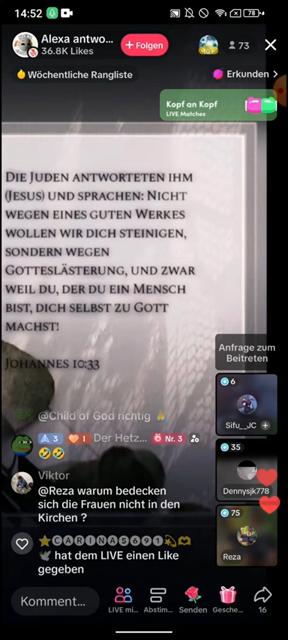 14:52
78
Alexa antwo...
36.8K Likes
+ Folgen
73
Wöchentliche Rangliste
Erkunden >
Kopf an Kopf
LIVE Matches
Die Juden antworteten ihm
(Jesus) und sprachen: Nicht
wegen eines guten Werkes
wollen wir dich steinigen,
sondern wegen
Gotteslästerung, und zwar
weil du, der du ein Mensch
bist, dich selbst zu Gott
machst!
Johannes 10:33
Anfrage zum
Beitreten
@Child of God richtig
6
Sifu_JC +
3 1 Der Hetz... Nr. 3
35
Dennysjk778
Viktor
@Reza warum bedecken
sich die Frauen nicht in den
Kirchen ?
75
Reza
CARINA5691
hat dem LIVE einen Like
gegeben
Komment...
LIVE mi...
Abstim...
Senden
Gesche...
16